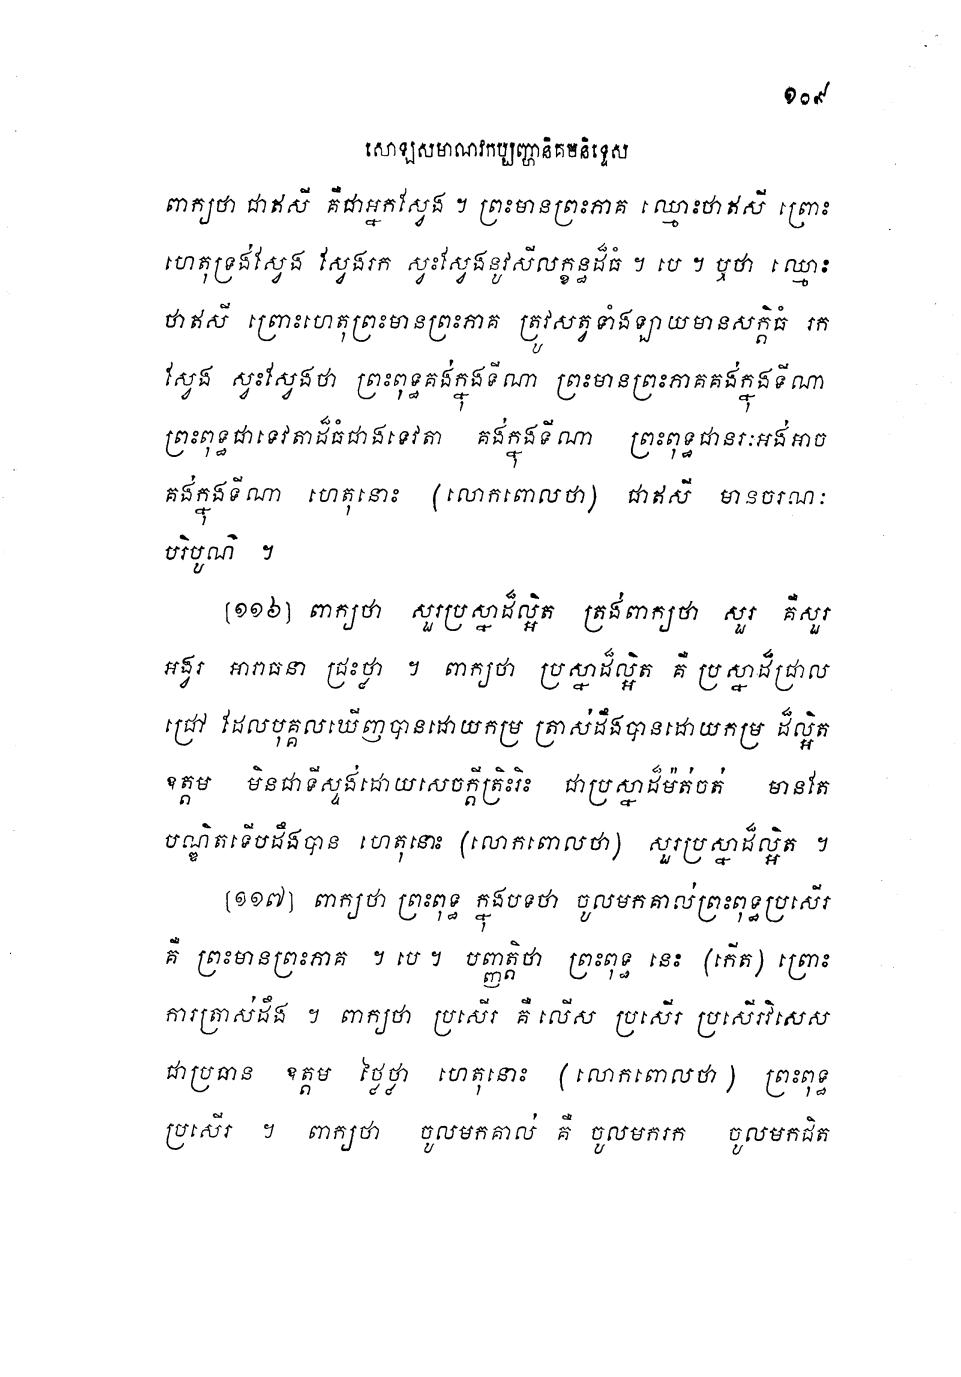 ១០៩
សោឡសមាណវកប្បញ្ហានិគមនិទ្ទេស
ពាក្យថា ជាឥសី គឺជាអ្នកស្វែង ។ ព្រះមានព្រះភាគ ឈ្មោះថាឥសី ព្រោះ
ហេតុទ្រង់ស្វែង ស្វែងរក ស្វះស្វែងនូវសីលក្ខន្ធដ៏ធំ ។ បេ ។ ឬថា ឈ្មោះ
ថាឥសី ព្រោះហេតុព្រះមានព្រះភាគ ត្រូវសត្វទាំងឡាយមានសក្តិធំ រក
ស្វែង ស្វះស្វែងថា ព្រះពុទ្ធគង់ក្នុងទីណា ព្រះមានព្រះភាគគង់ក្នុងទីណា
ព្រះពុទ្ធជាទេវតាដ៏ធំជាងទេវតា គង់ក្នុងទីណា ព្រះពុទ្ធជានរៈអង់អាច
គង់ក្នុងទីណា ហេតុនោះ (លោកពោលថា) ជាឥសី មានចរណៈ
បរិបូណ៌ ។
[១១៦] ពាក្យថា សួរប្រស្នាដ៏ល្អិត ត្រង់ពាក្យថា សួរ គឺសួរ
អង្វរ អារាធនា ជ្រះថ្លា ។ ពាក្យថា ប្រស្នាដ៏ល្អិត គឺ ប្រស្នាដ៏ជ្រាល
ជ្រៅ ដែលបុគ្គលឃើញបានដោយកម្រ ត្រាស់ដឹងបានដោយកម្រ ដ៏ល្អិត
ឧត្តម មិនជាទីស្ទង់ដោយសេចក្តីត្រិះរិះ ជាប្រស្នាដ៏ម៉ត់ចត់ មានតែ
បណ្ឌិតទើបដឹងបាន ហេតុនោះ (លោកពោលថា) សួរប្រស្នាដ៏ល្អិត ។
[១១៧] ពាក្យថា ព្រះពុទ្ធ ក្នុងបទថា ចូលមកគាល់ព្រះពុទ្ធប្រសើរ
គឺ ព្រះមានព្រះភាគ ។ បេ ។ បញ្ញត្តិថា ព្រះពុទ្ធ នេះ (កើត) ព្រោះ
ការត្រាស់ដឹង ។ ពាក្យថា ប្រសើរ គឺ លើស ប្រសើរ ប្រសើរវិសេស
ជាប្រធាន ឧត្តម ថ្លៃថ្លា ហេតុនោះ (លោកពោលថា) ព្រះពុទ្ធ
ប្រសើរ ។ ពាក្យថា ចូលមកគាល់ គឺ ចូលមករក ចូលមកជិត